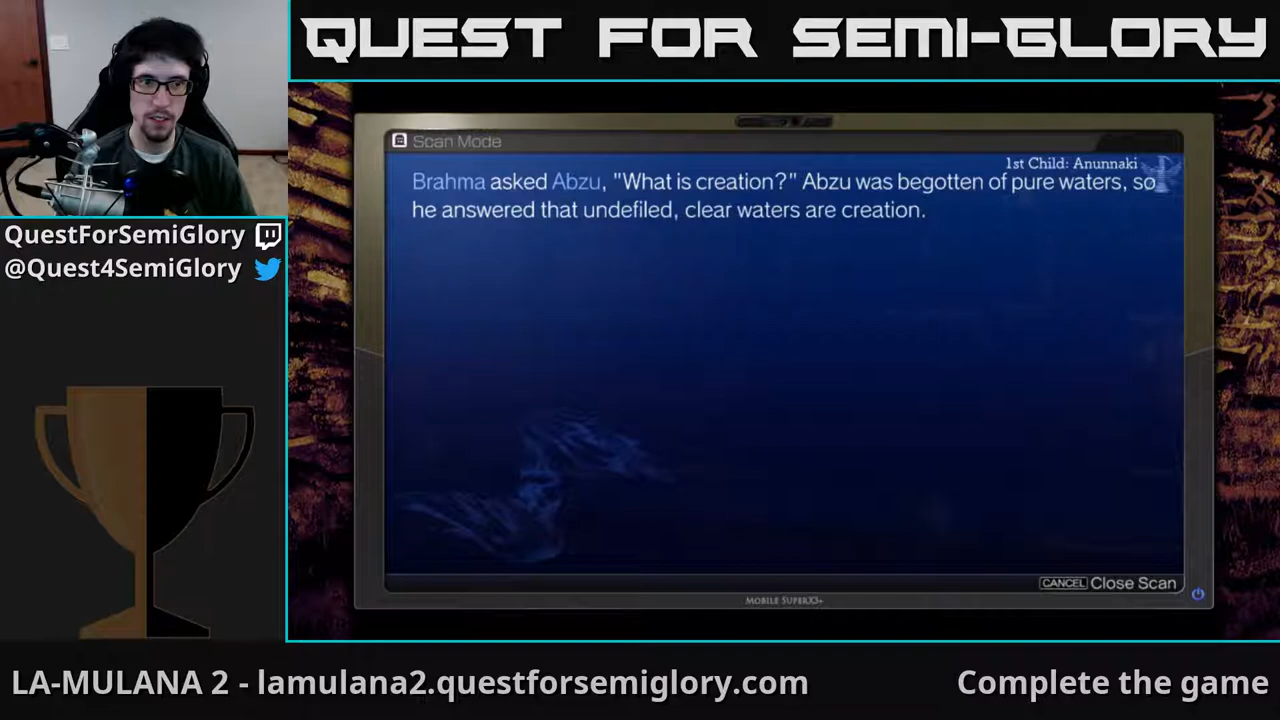 QUEST FOR SEMI-GLORY
Scan Mode
1st Child: Anunnaki
Brahma asked Abzu, "What is creation?" Abzu was begotten of pure waters, so
he answered that undefiled, clear waters are creation.
QuestForSemiGlory
@Quest4SemiGlory
CANCEL Close Scan
MOBILE SUPERX3+
LA-MULANA 2 - lamulana2.questforsemiglory.com
Complete the game